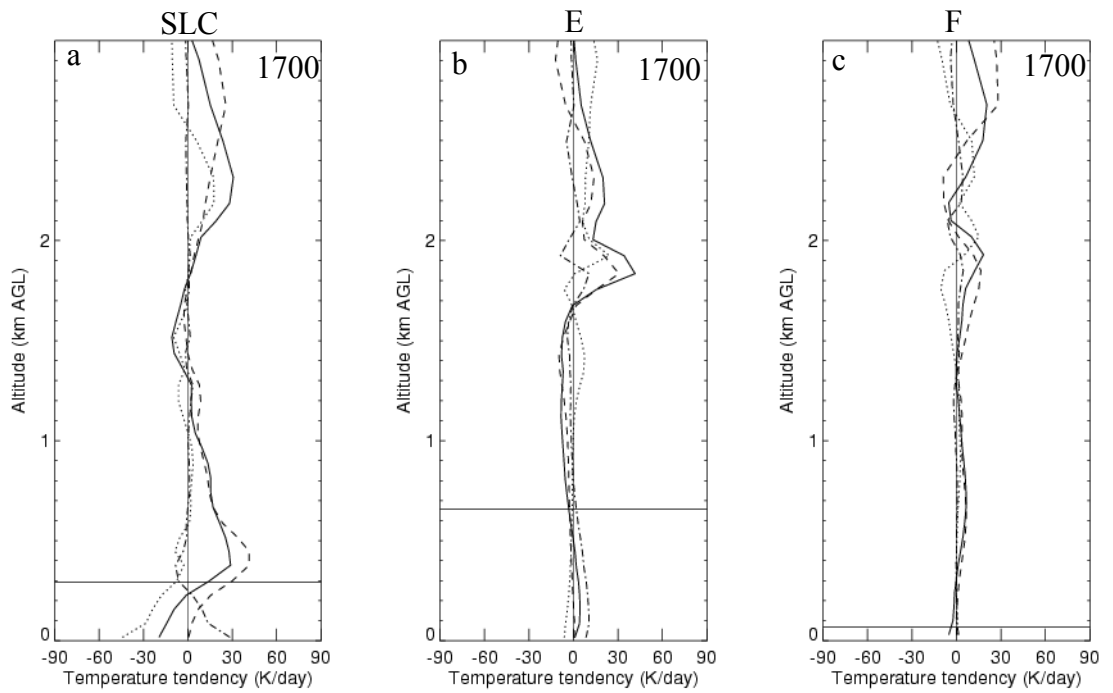 SLC
a
1700
2
1
0
Altitude (km AGL)
-90 -60 -30 0 30 60 90
Temperature tendency (K/day)
E
b
1700
2
1
0
Altitude (km AGL)
-90 -60 -30 0 30 60 90
Temperature tendency (K/day)
F
c
1700
2
1
0
Altitude (km AGL)
-90 -60 -30 0 30 60 90
Temperature tendency (K/day)